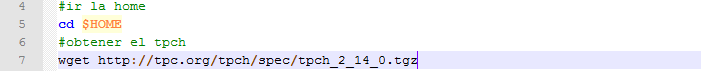 4 #ir la home
5 cd $HOME
6 #obtener el tpch
7 wget http://tpc.org/tpch/spec/tpch_2_14_0.tgz